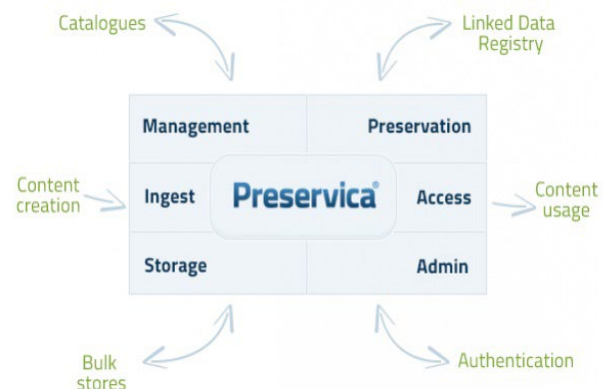 Catalogues
Linked Data
Registry
Management
Preservation
Content
creation
Ingest
Preservica®
Access
Content
usage
Storage
Admin
Bulk
stores
Authentication